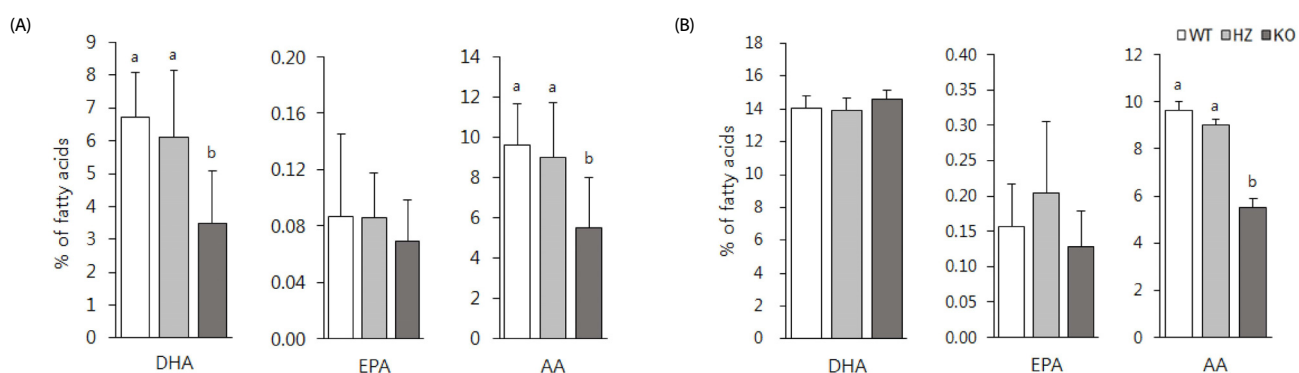 (A)
% of fatty acids
9
8
7
6
5
4
3
2
1
0
a
a
b
DHA
0.20
0.16
0.12
0.08
0.04
0.00
EPA
14
12
10
8
6
4
2
0
a
a
b
AA
(B)
WT HZ KO
% of fatty acids
18
16
14
12
10
8
6
4
2
0
DHA
0.40
0.35
0.30
0.25
0.20
0.15
0.10
0.05
0.00
EPA
12
10
8
6
4
2
0
a
a
b
AA